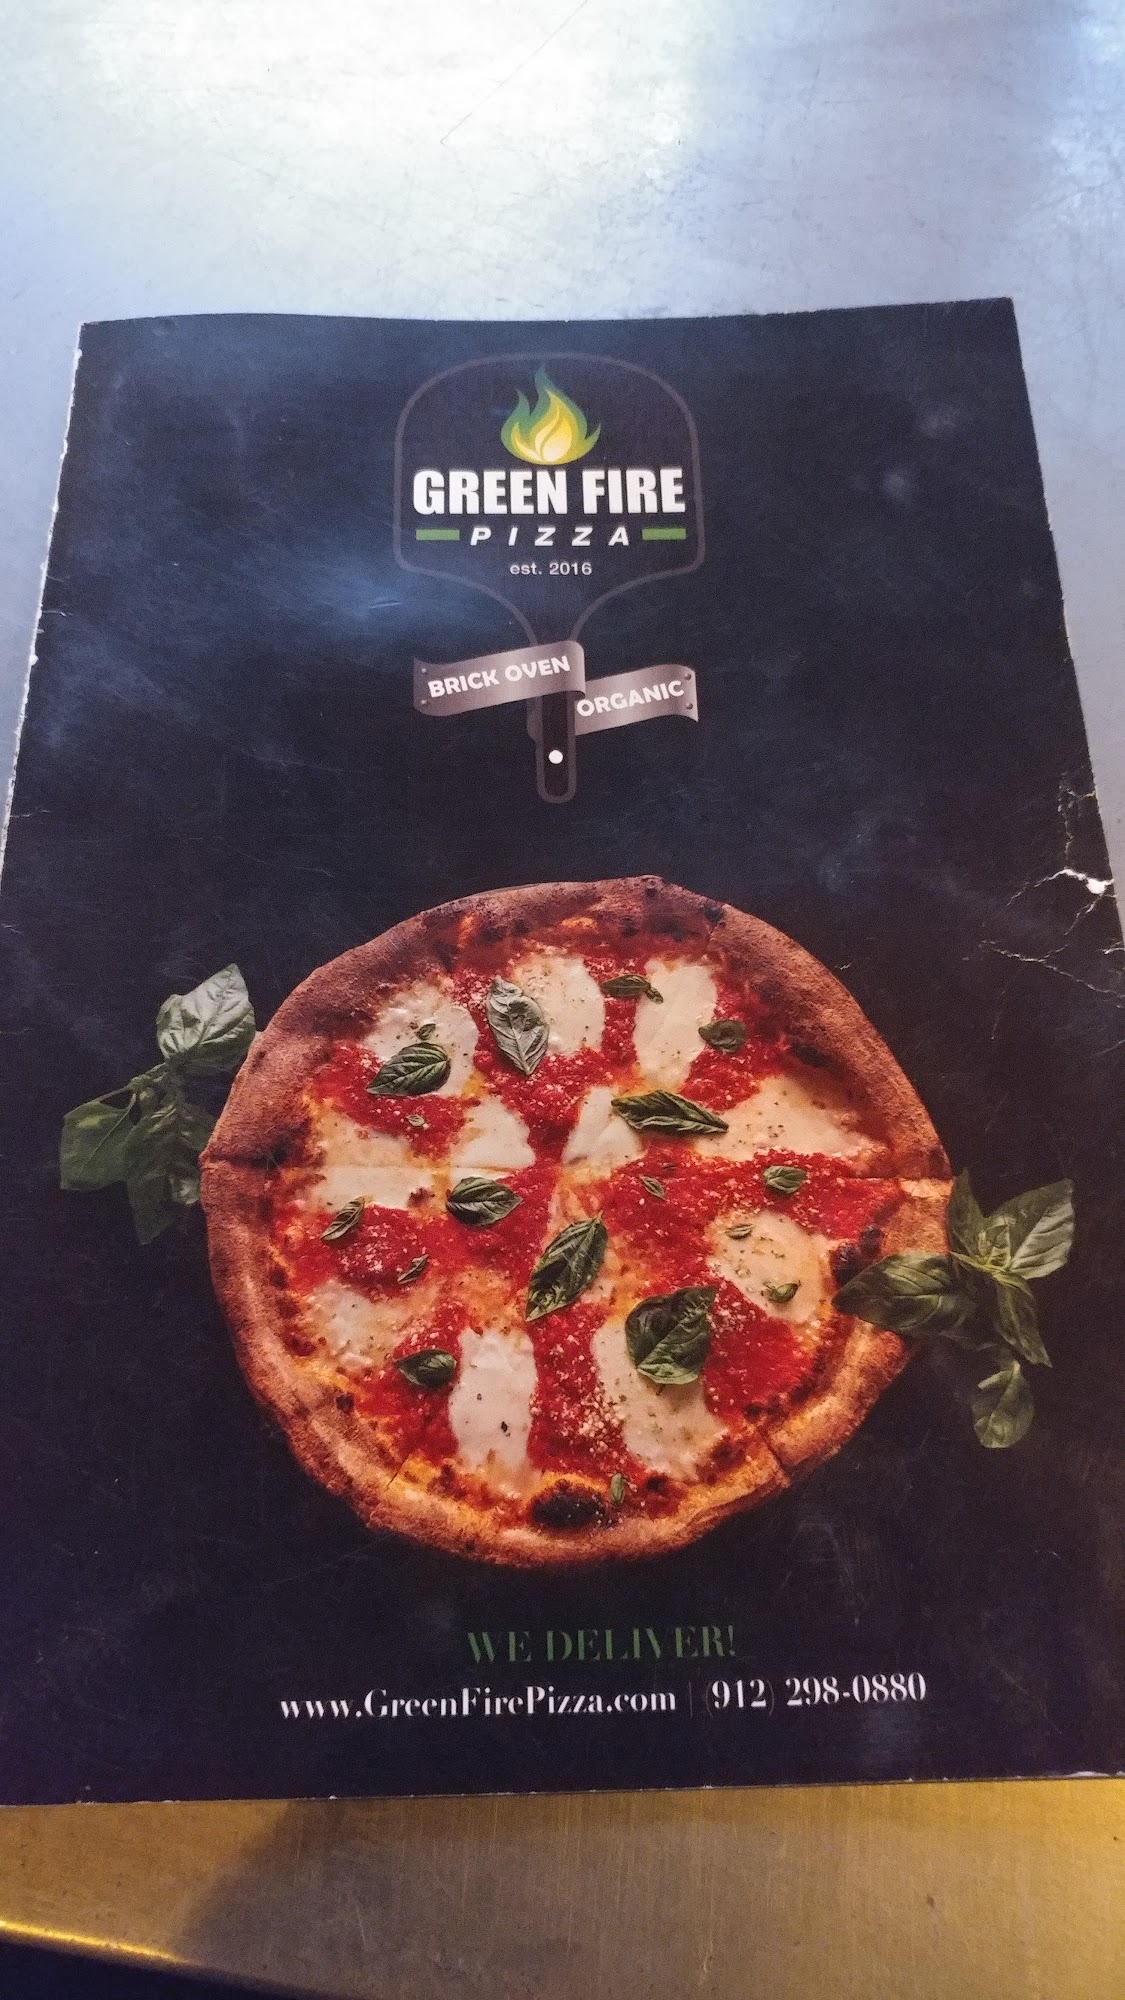 GREEN FIRE
PIZZA
est. 2016
BRICK OVEN
ORGANIC
WE DELIVER!
www.GreenFirePizza.com | (912) 298-0880